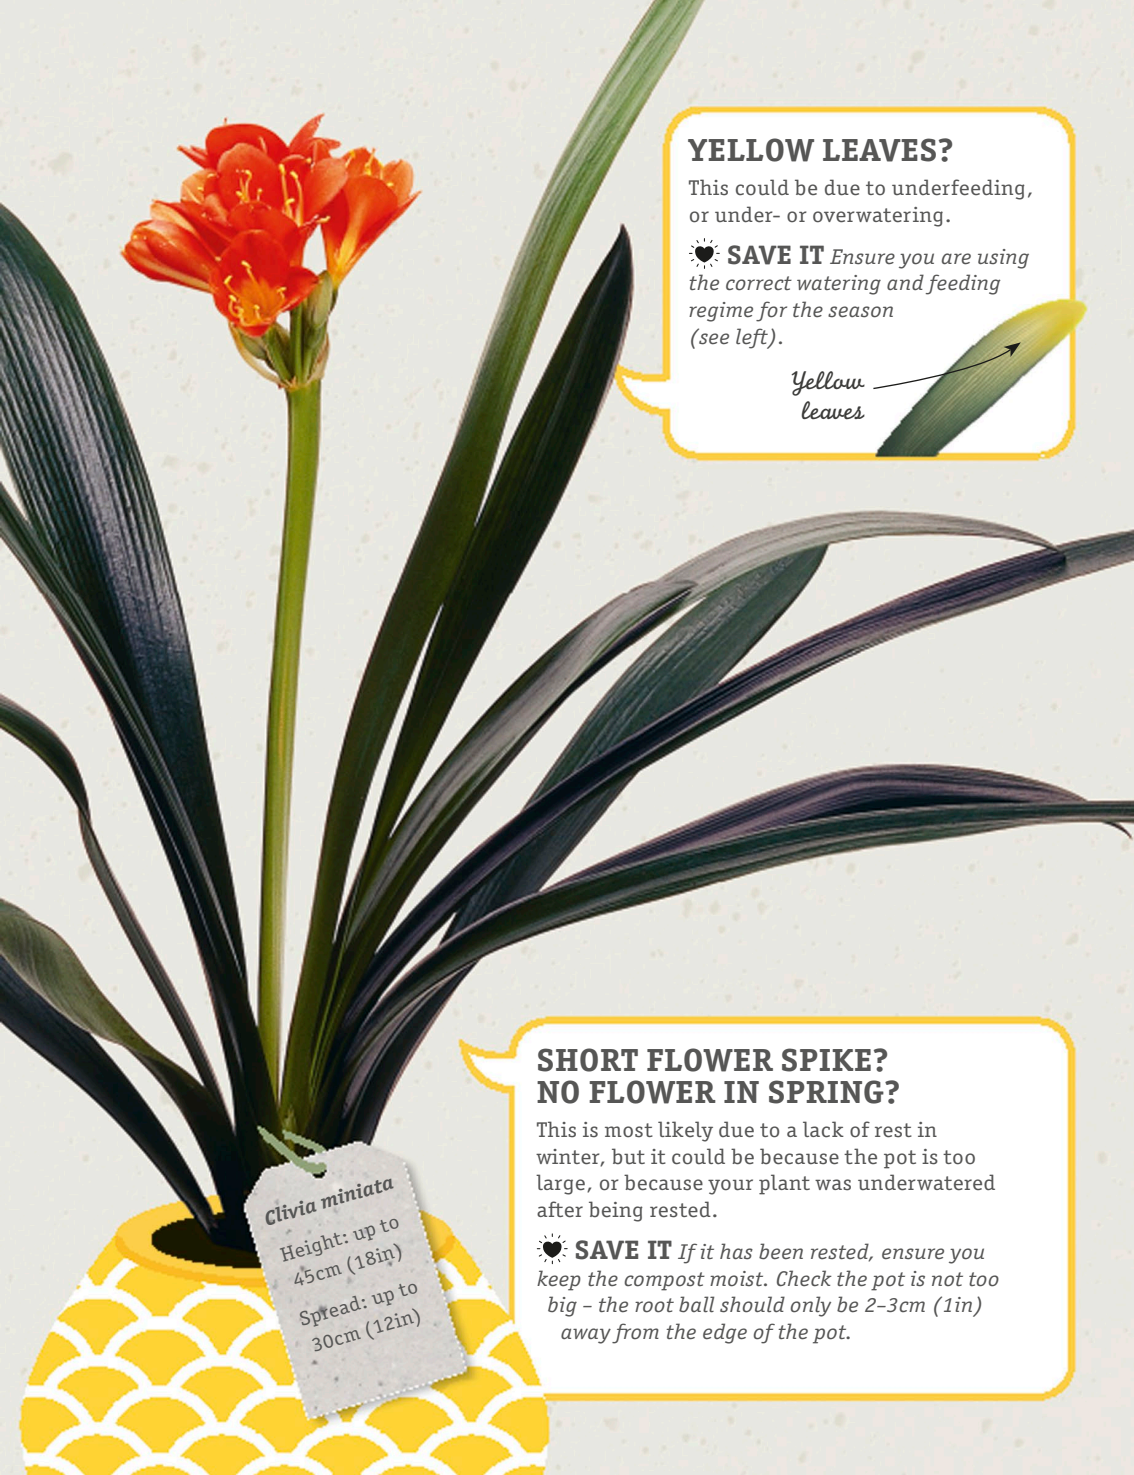 YELLOW LEAVES?
This could be due to underfeeding,
or under- or overwatering.
SAVE IT Ensure you are using
the correct watering and feeding
regime for the season
(see left).
Yellow
leaves
SHORT FLOWER SPIKE?
NO FLOWER IN SPRING?
This is most likely due to a lack of rest in
winter, but it could be because the pot is too
large, or because your plant was underwatered
after being rested.
SAVE IT If it has been rested, ensure you
keep the compost moist. Check the pot is not too
big – the root ball should only be 2–3cm (1in)
away from the edge of the pot.
Clivia miniata
Height: up to
45cm (18in)
Spread: up to
30cm (12in)